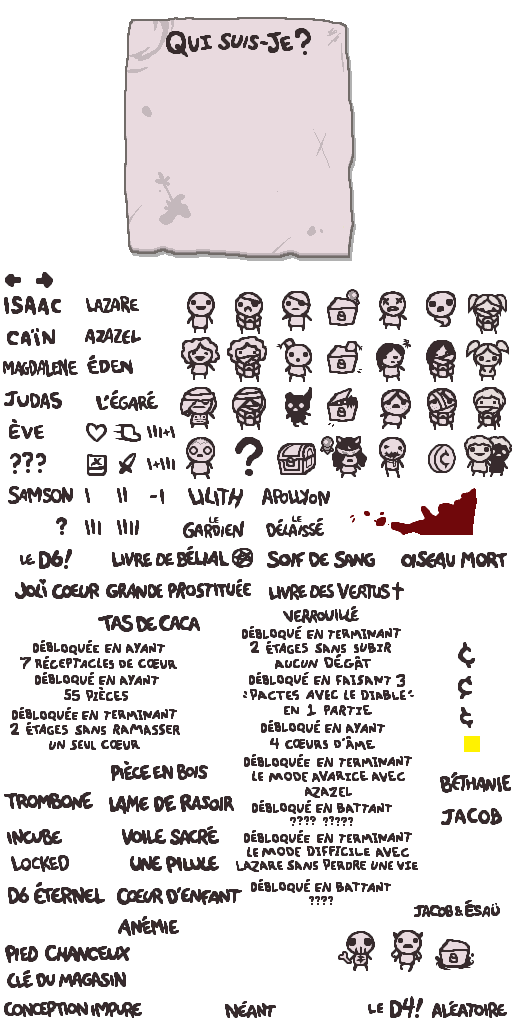 QUI SUIS-JE?
ISAAC LAZARE
CAÏN AZAZEL
MAGDALENE ÉDEN
JUDAS L'ÉGARÉ
ÈVE III+I
??? I+III
SAMSON I II -I LILITH APOLLYON
? III IIII LE GARDIEN LE DÉLAISSÉ
LE D6! LIVRE DE BÉLIAL SOIF DE SANG OISEAU MORT
JOLI COEUR GRANDE PROSTITUÉE LIVRE DES VERTUS
TAS DE CACA
DÉBLOQUÉE EN AYANT
7 RÉCEPTACLES DE CŒUR
DÉBLOQUÉ EN AYANT
55 PIÈCES
DÉBLOQUÉ EN TERMINANT
2 ÉTAGES SANS RAMASSER
UN SEUL CŒUR
VERROUILLÉ
DÉBLOQUÉ EN TERMINANT
2 ÉTAGES SANS SUBIR
AUCUN DÉGÂT
DÉBLOQUÉ EN FAISANT 3
"PACTES AVEC LE DIABLE"
EN 1 PARTIE
DÉBLOQUÉ EN AYANT
4 CŒURS D'ÂME
DÉBLOQUÉ EN TERMINANT
LE MODE AVARICE AVEC
AZAZEL
DÉBLOQUÉ EN BATTANT
???? ?????
DÉBLOQUÉ EN TERMINANT
LE MODE DIFFICILE AVEC
LAZARE SANS PERDRE UNE VIE
DÉBLOQUÉ EN BATTANT
????
¢
¢
¢
BÉTHANIE
JACOB
PIÈCE EN BOIS
TROMBONE LAME DE RASOIR
INCUBE VOILE SACRÉ
LOCKED UNE PILULE
D6 ÉTERNEL CŒUR D'ENFANT
ANÉMIE
JACOB & ÉSAÜ
PIED CHANCEUX
CLÉ DU MAGASIN
CONCEPTION IMPURE NÉANT LE D4! ALÉATOIRE